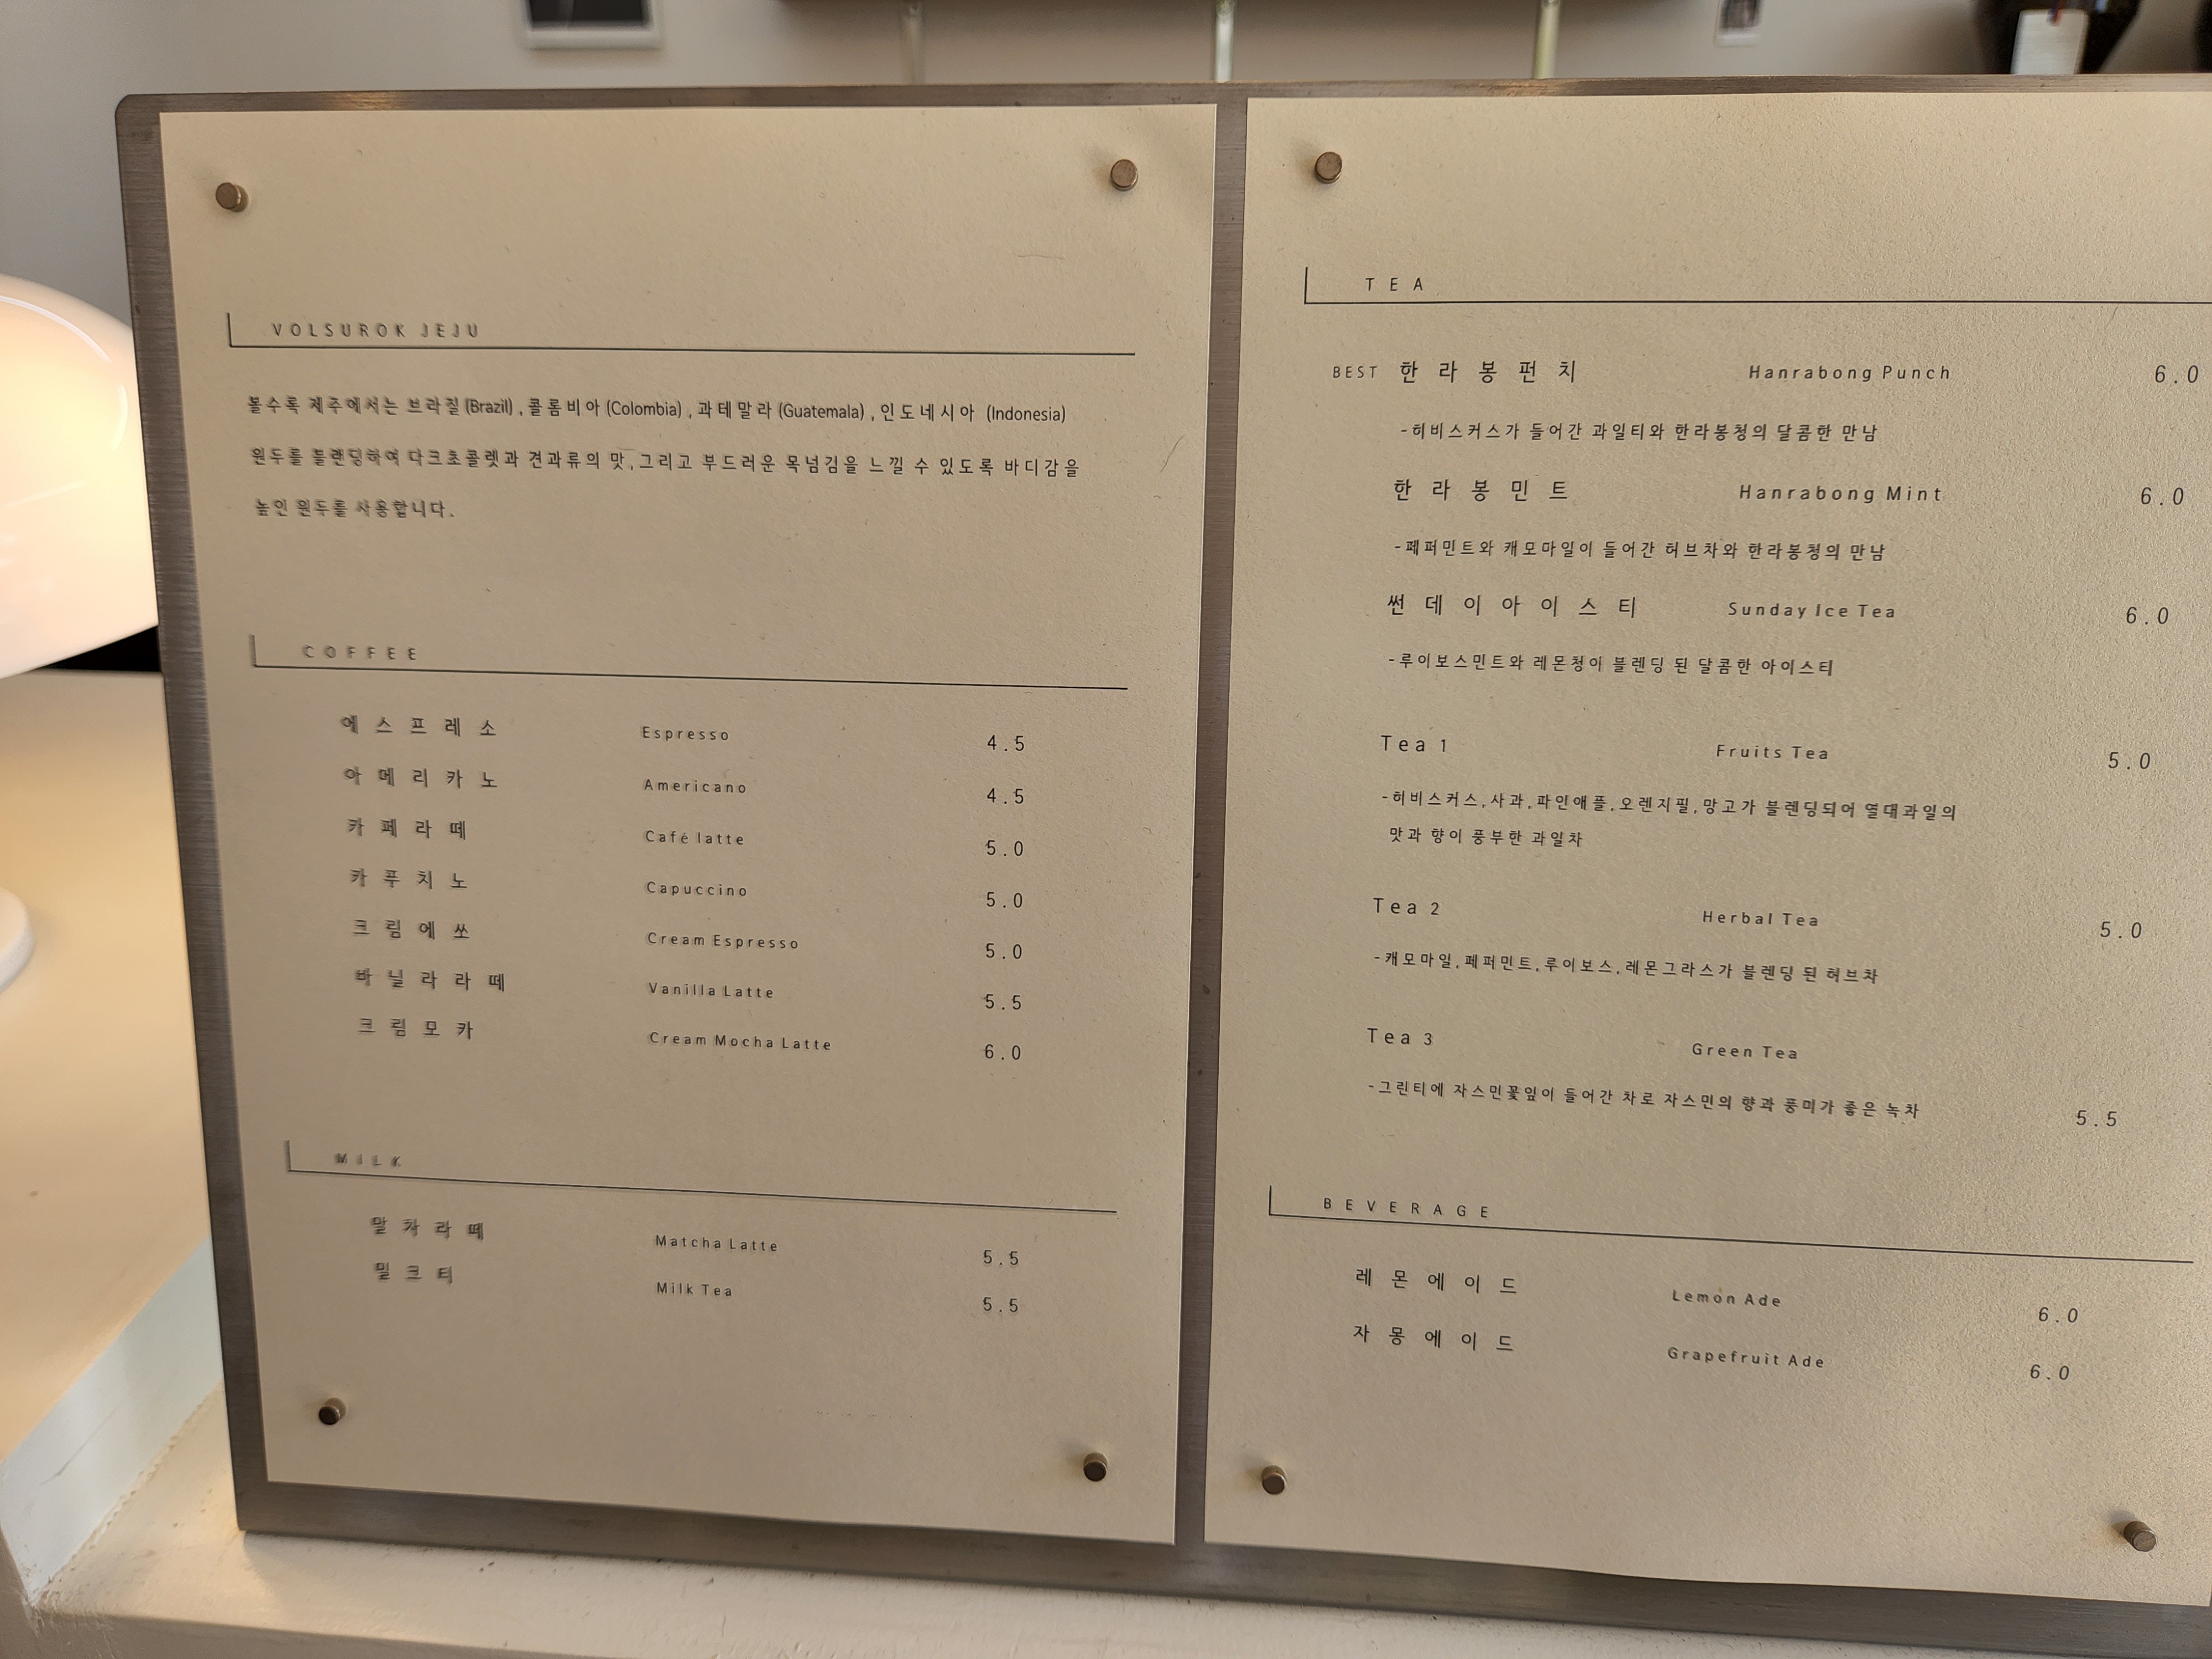 VOLSUROK JEJU
볼수록 제주에서는 브라질 (Brazil) , 콜롬비아 (Colombia) , 과테말라 (Guatemala) , 인도네시아 (Indonesia)
원두를 블랜딩하여 다크초콜렛과 견과류의 맛, 그리고 부드러운 목넘김을 느낄 수 있도록 바디감을
높인 원두를 사용합니다.
COFFEE
에스프레소 Espresso 4.5
아메리카노 Americano 4.5
카페라떼 Café latte 5.0
카푸치노 Capuccino 5.0
크림에쏘 Cream Espresso 5.0
바닐라라떼 Vanilla Latte 5.5
크림모카 Cream Mocha Latte 6.0
MILK
말차라떼 Matcha Latte 5.5
밀크티 Milk Tea 5.5
TEA
BEST 한라봉펀치 Hanrabong Punch 6.0
-히비스커스가 들어간 과일티와 한라봉청의 달콤한 만남
한라봉민트 Hanrabong Mint 6.0
-페퍼민트와 캐모마일이 들어간 허브차와 한라봉청의 만남
썬데이아이스티 Sunday Ice Tea 6.0
-루이보스민트와 레몬청이 블렌딩 된 달콤한 아이스티
Tea 1 Fruits Tea 5.0
-히비스커스, 사과, 파인애플, 오렌지필, 망고가 블렌딩되어 열대과일의
맛과 향이 풍부한 과일차
Tea 2 Herbal Tea 5.0
-캐모마일, 페퍼민트, 루이보스, 레몬그라스가 블렌딩 된 허브차
Tea 3 Green Tea
-그린티에 자스민꽃잎이 들어간 차로 자스민의 향과 풍미가 좋은 녹차 5.5
BEVERAGE
레몬에이드 Lemon Ade 6.0
자몽에이드 Grapefruit Ade 6.0